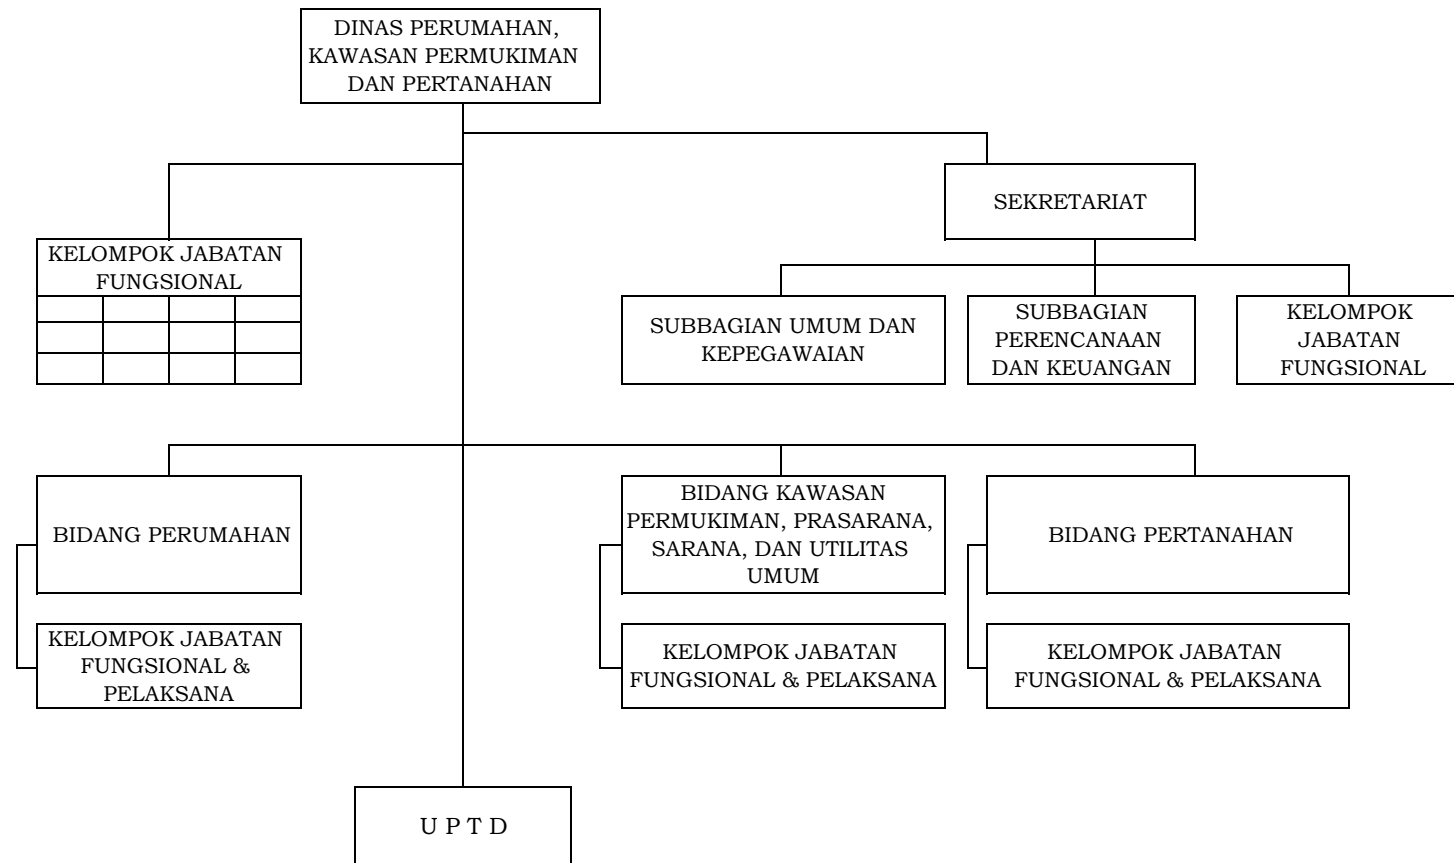 DINAS PERUMAHAN,
KAWASAN PERMUKIMAN
DAN PERTANAHAN
SEKRETARIAT
KELOMPOK JABATAN
FUNGSIONAL
SUBBAGIAN UMUM DAN
KEPEGAWAIAN
SUBBAGIAN
PERENCANAAN
DAN KEUANGAN
KELOMPOK
JABATAN
FUNGSIONAL
BIDANG PERUMAHAN
BIDANG KAWASAN
PERMUKIMAN, PRASARANA,
SARANA, DAN UTILITAS
UMUM
BIDANG PERTANAHAN
KELOMPOK JABATAN
FUNGSIONAL &
PELAKSANA
KELOMPOK JABATAN
FUNGSIONAL & PELAKSANA
KELOMPOK JABATAN
FUNGSIONAL & PELAKSANA
U P T D